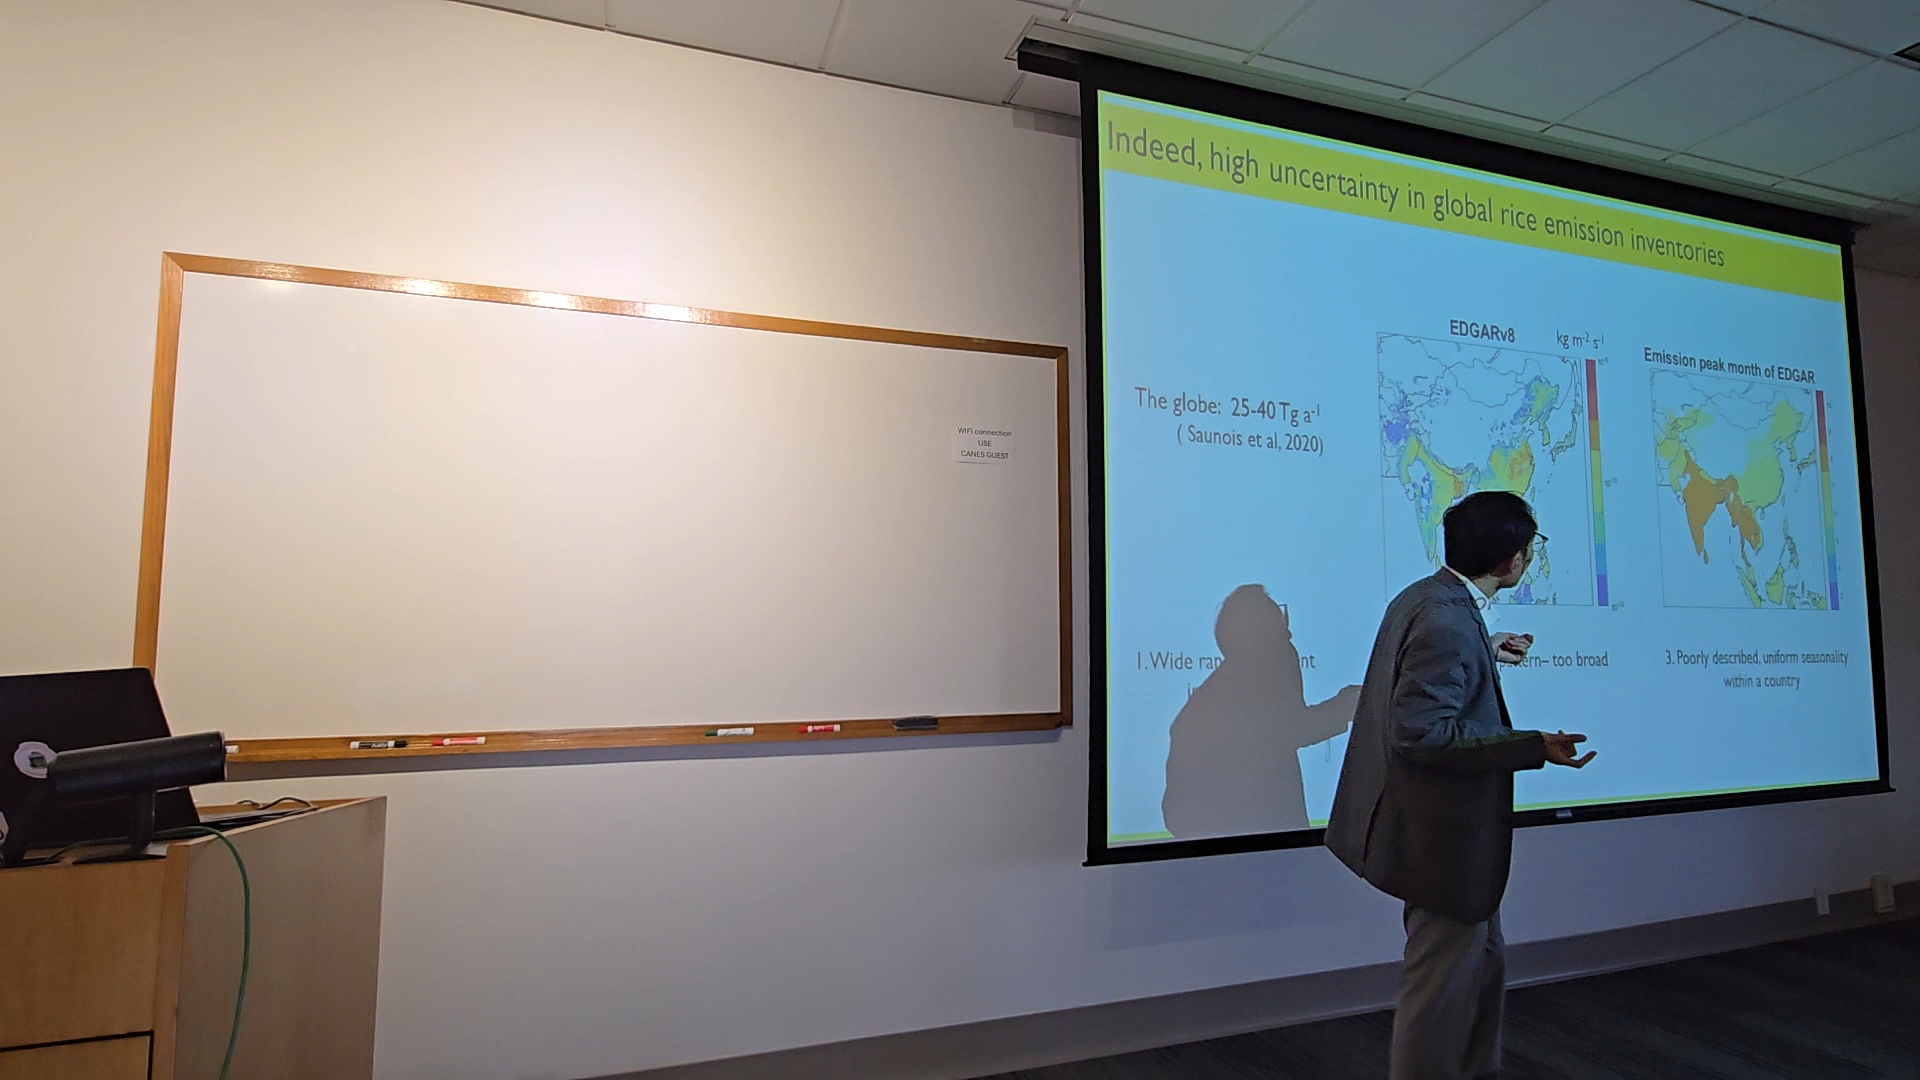 WIFI connection
USE
CANES GUEST
Indeed, high uncertainty in global rice emission inventories
The globe: 25-40 Tg a⁻¹
( Saunois et al, 2020)
EDGARv8
kg m⁻² s⁻¹
Emission peak month of EDGAR
1. Wide
– too broad
3. Poorly described, uniform seasonality
within a country